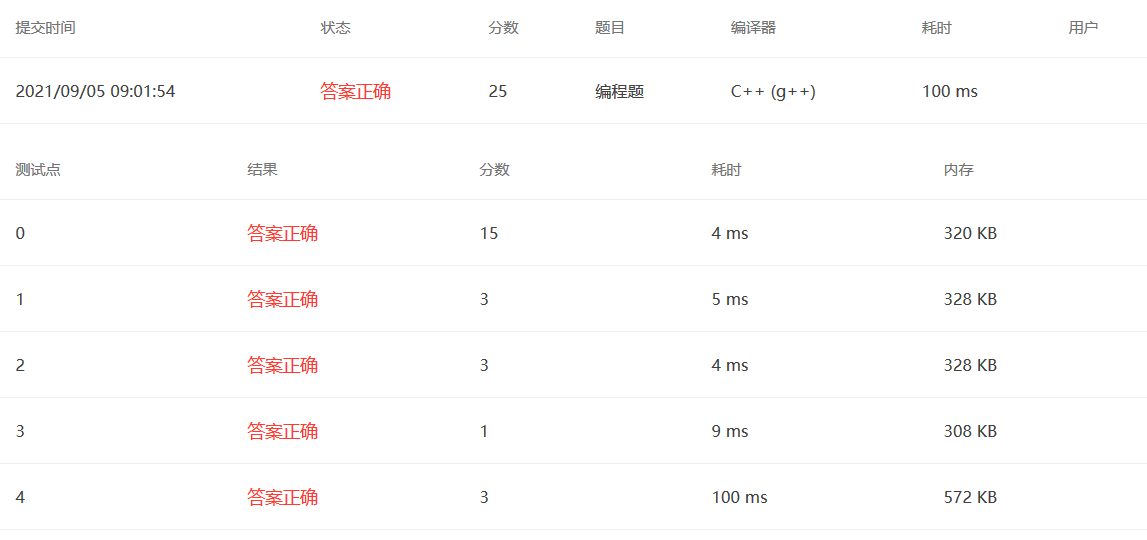 提交时间 状态 分数 题目 编译器 耗时 用户
2021/09/05 09:01:54 答案正确 25 编程题 C++ (g++) 100 ms
测试点 结果 分数 耗时 内存
0 答案正确 15 4 ms 320 KB
1 答案正确 3 5 ms 328 KB
2 答案正确 3 4 ms 328 KB
3 答案正确 1 9 ms 308 KB
4 答案正确 3 100 ms 572 KB